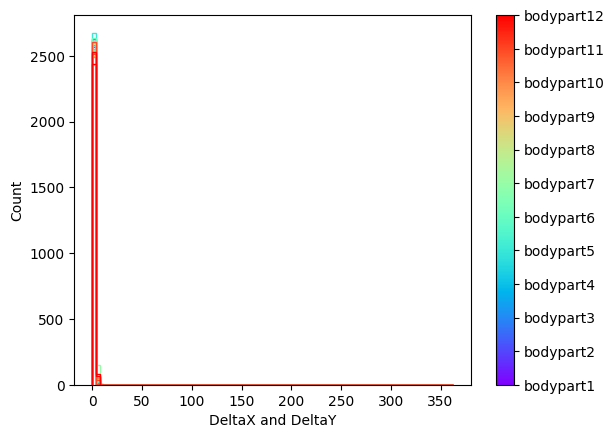 2500
2000
1500
1000
500
0
Count
0 50 100 150 200 250 300 350
DeltaX and DeltaY
bodypart12
bodypart11
bodypart10
bodypart9
bodypart8
bodypart7
bodypart6
bodypart5
bodypart4
bodypart3
bodypart2
bodypart1